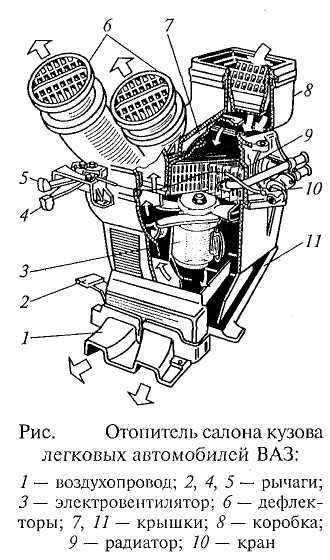 6
7
8
9
5
10
4
11
3
2
1
Рис. Отопитель салона кузова
легковых автомобилей ВАЗ:
1 — воздухопровод; 2, 4, 5 — рычаги;
3 — электровентилятор; 6 — дефлек-
торы; 7, 11 — крышки; 8 — коробка;
9 — радиатор; 10 — кран